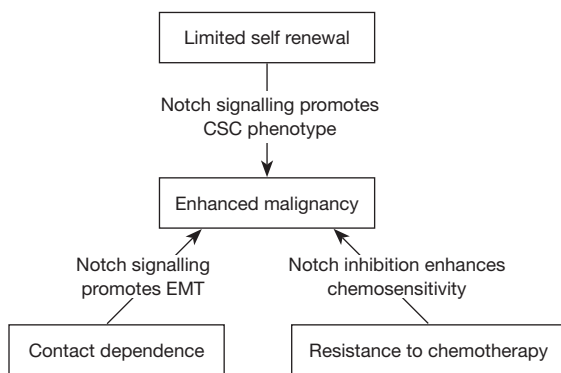 Limited self renewal
Notch signalling promotes
CSC phenotype
Enhanced malignancy
Notch signalling
promotes EMT
Notch inhibition enhances
chemosensitivity
Contact dependence
Resistance to chemotherapy